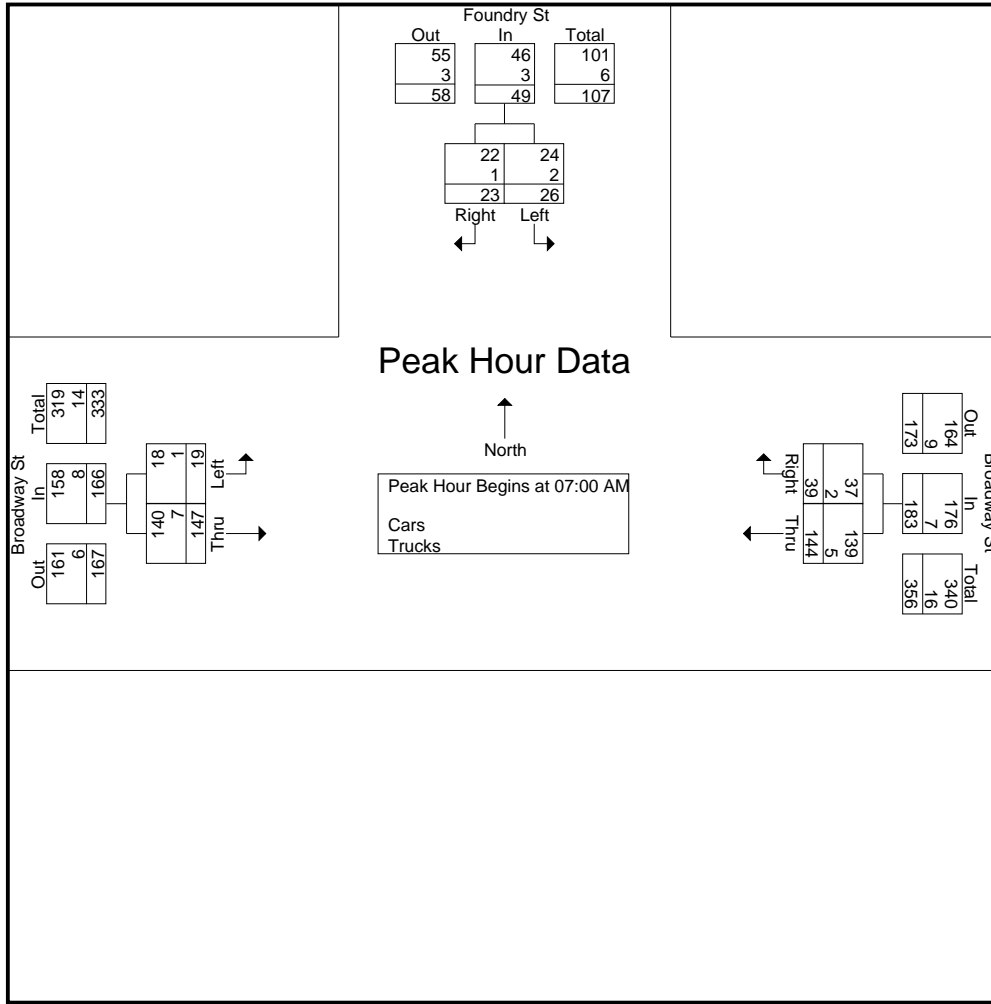 Foundry St
Out In Total
55 46 101
3 3 6
58 49 107
22 24
1 2
23 26
Right Left
Peak Hour Data
North
Peak Hour Begins at 07:00 AM
Cars
Trucks
Broadway St
Out In Total
161 158 319
6 8 14
167 166 333
18 140
1 7
19 147
Left Thru
Broadway St
Out In Total
164 176 340
9 7 16
173 183 356
37 139
2 5
39 144
Right Thru